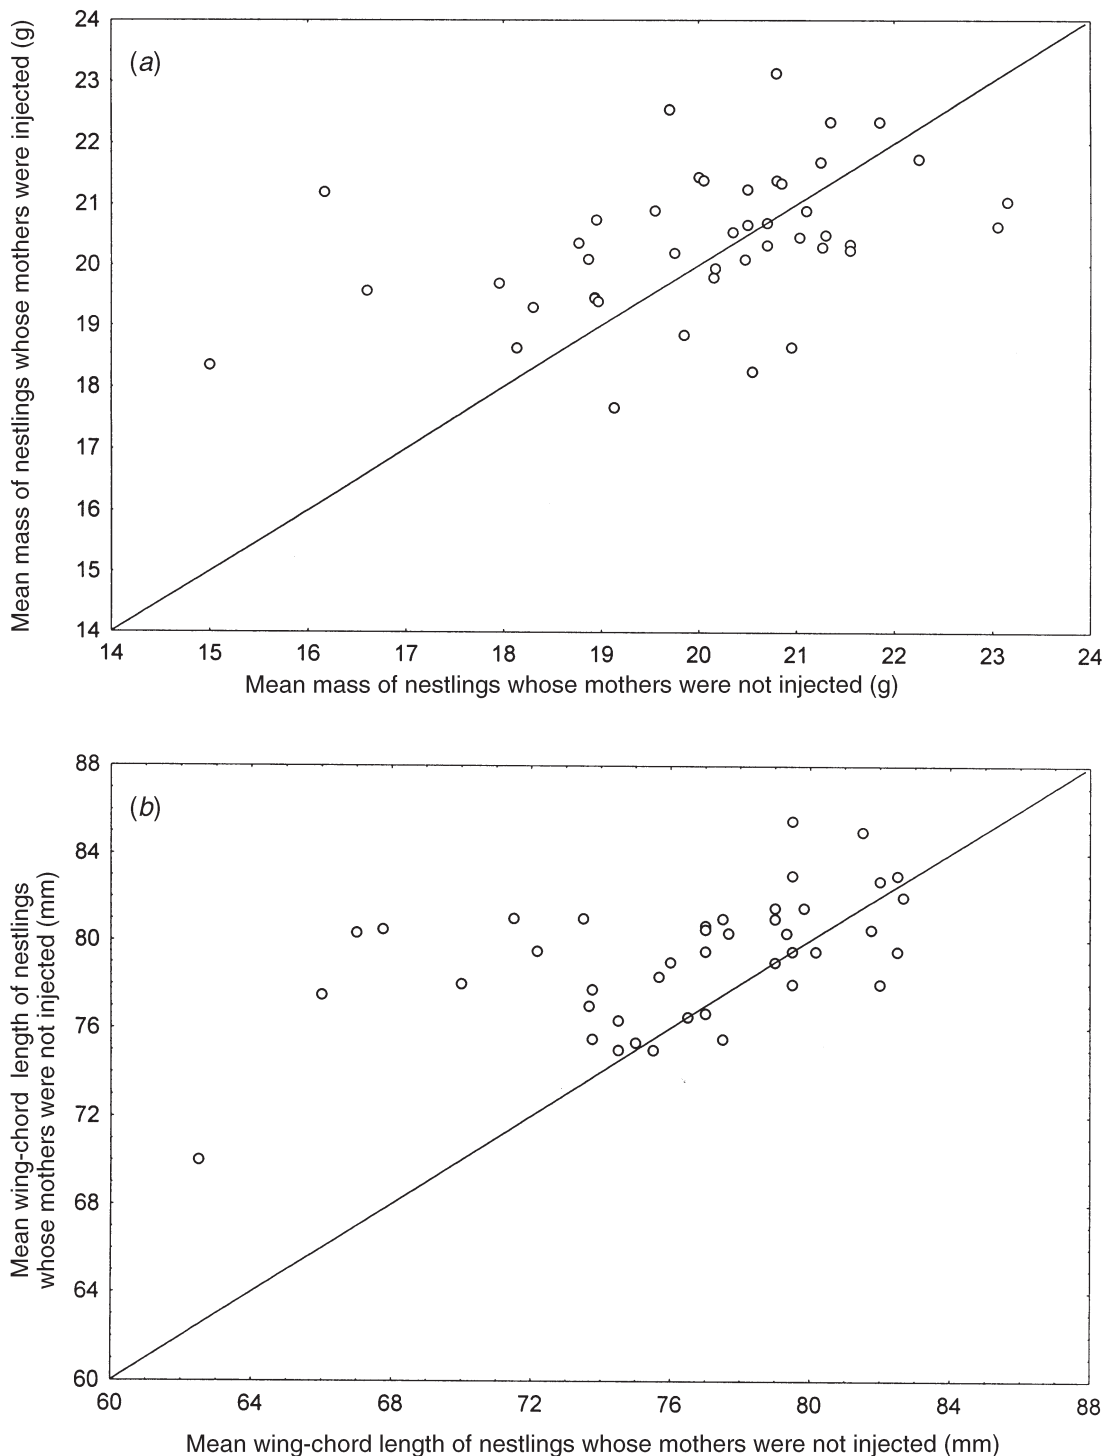 Mean mass of nestlings whose mothers were injected (g)
24
23
22
21
20
19
18
17
16
15
14
(a)
14 15 16 17 18 19 20 21 22 23 24
Mean mass of nestlings whose mothers were not injected (g)
Mean wing-chord length of nestlings
whose mothers were not injected (mm)
88
84
80
76
72
68
64
60
(b)
60 64 68 72 76 80 84 88
Mean wing-chord length of nestlings whose mothers were not injected (mm)